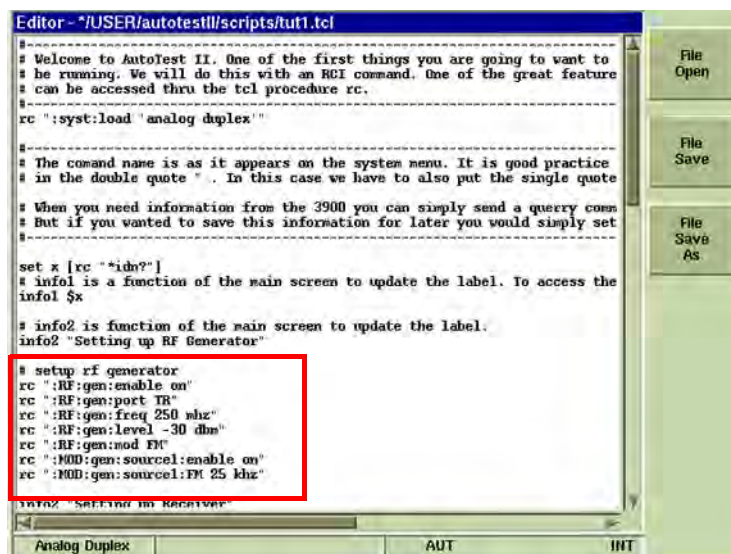 Editor - */USER/autotestII/scripts/tut1.tcl
#---------------------------------------------------------------------------
# Welcome to AutoTest II. One of the first things you are going to want to
# be running. We will do this with an RCI command. One of the great feature
# can be accessed thru the tcl procedure rc.
#---------------------------------------------------------------------------
rc ":syst:load 'analog duplex'"
#---------------------------------------------------------------------------
# The comand name is as it appears on the system menu. It is good practice
# in the double quote " . In this case we have to also put the single quote
# When you need information from the 3900 you can simply send a querry comm
# But if you wanted to save this information for later you would simply set
#---------------------------------------------------------------------------
set x [rc "*idn?"]
# info1 is a function of the main screen to update the label. To access the
info1 $x
# info2 is function of the main screen to update the label.
info2 "Setting up RF Generator"
# setup rf generator
rc ":RF:gen:enable on"
rc ":RF:gen:port TR"
rc ":RF:gen:freq 250 mhz"
rc ":RF:gen:level -30 dbm"
rc ":RF:gen:mod FM"
rc ":MOD:gen:source1:enable on"
rc ":MOD:gen:source1:FM 25 khz"
info2 "Setting up Receiver"
File
Open
File
Save
File
Save
As
Analog Duplex
AUT
INT